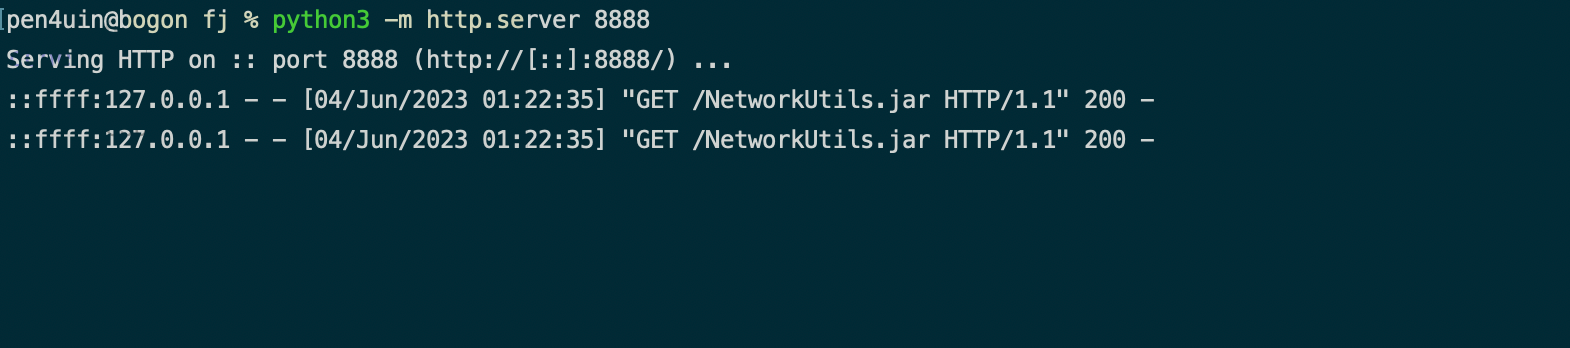 [pen4uin@bogon fj % python3 -m http.server 8888
Serving HTTP on :: port 8888 (http://[::]:8888/) ...
::ffff:127.0.0.1 - - [04/Jun/2023 01:22:35] "GET /NetworkUtils.jar HTTP/1.1" 200 -
::ffff:127.0.0.1 - - [04/Jun/2023 01:22:35] "GET /NetworkUtils.jar HTTP/1.1" 200 -